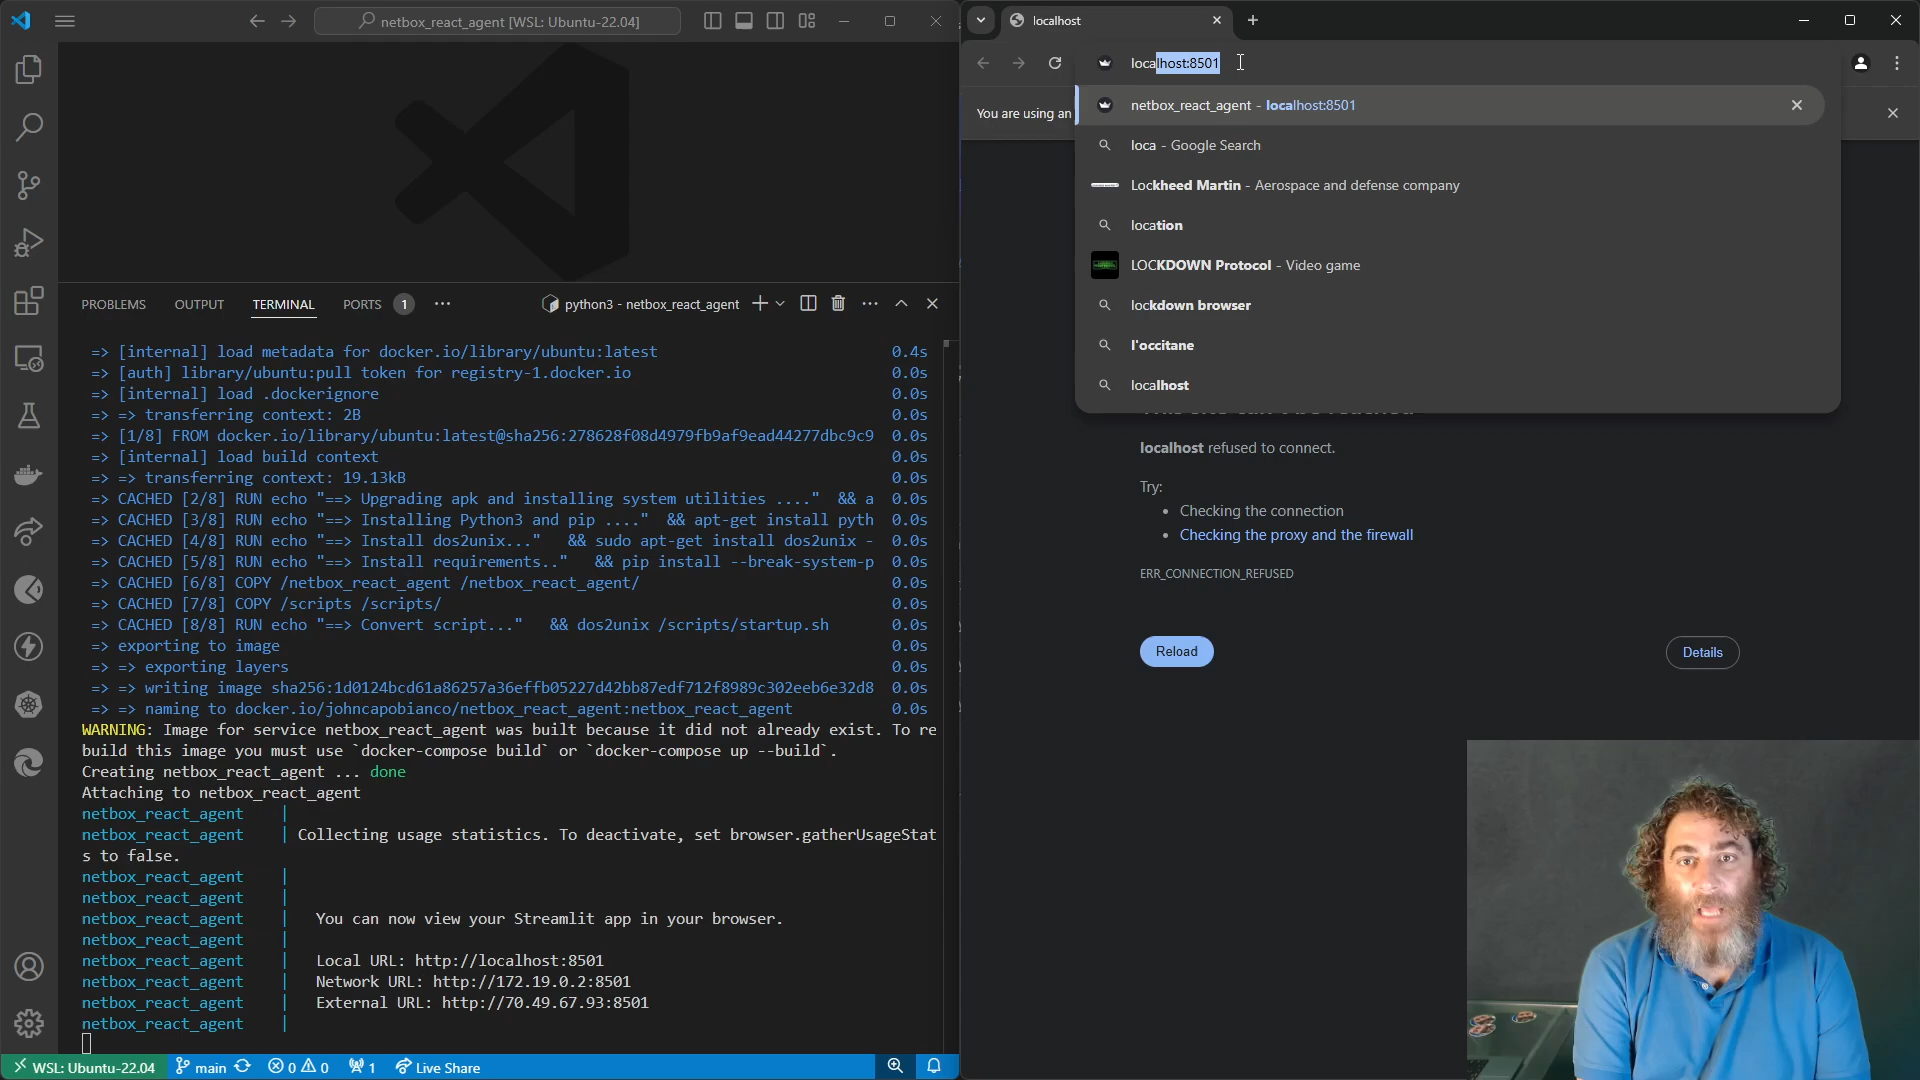 netbox_react_agent [WSL: Ubuntu-22.04]
PROBLEMS OUTPUT TERMINAL PORTS 1 python3 - netbox_react_agent
=> [internal] load metadata for docker.io/library/ubuntu:latest 0.4s
=> [auth] library/ubuntu:pull token for registry-1.docker.io 0.0s
=> [internal] load .dockerignore 0.0s
=> => transferring context: 2B 0.0s
=> [1/8] FROM docker.io/library/ubuntu:latest@sha256:278628f08d4979fb9af9ead44277dbc9c9 0.0s
=> [internal] load build context 0.0s
=> => transferring context: 19.13kB 0.0s
=> CACHED [2/8] RUN echo "==> Upgrading apk and installing system utilities ...." && a 0.0s
=> CACHED [3/8] RUN echo "==> Installing Python3 and pip ...." && apt-get install pyth 0.0s
=> CACHED [4/8] RUN echo "==> Install dos2unix..." && sudo apt-get install dos2unix - 0.0s
=> CACHED [5/8] RUN echo "==> Install requirements.." && pip install --break-system-p 0.0s
=> CACHED [6/8] COPY /netbox_react_agent /netbox_react_agent/ 0.0s
=> CACHED [7/8] COPY /scripts /scripts/ 0.0s
=> CACHED [8/8] RUN echo "==> Convert script..." && dos2unix /scripts/startup.sh 0.0s
=> exporting to image 0.0s
=> => exporting layers 0.0s
=> => writing image sha256:1d0124bcd61a86257a36effb05227d42bb87edf712f8989c302eeb6e32d8 0.0s
=> => naming to docker.io/johncapobianco/netbox_react_agent:netbox_react_agent 0.0s
WARNING: Image for service netbox_react_agent was built because it did not already exist. To re
build this image you must use `docker-compose build` or `docker-compose up --build`.
Creating netbox_react_agent ... done
Attaching to netbox_react_agent
netbox_react_agent |
netbox_react_agent | Collecting usage statistics. To deactivate, set browser.gatherUsageStat
s to false.
netbox_react_agent |
netbox_react_agent |
netbox_react_agent | You can now view your Streamlit app in your browser.
netbox_react_agent |
netbox_react_agent | Local URL: http://localhost:8501
netbox_react_agent | Network URL: http://172.19.0.2:8501
netbox_react_agent | External URL: http://70.49.67.93:8501
netbox_react_agent |
WSL: Ubuntu-22.04 main 0 0 1 Live Share
localhost
localhost:8501
You are using an
netbox_react_agent - localhost:8501
loca - Google Search
Lockheed Martin - Aerospace and defense company
location
LOCKDOWN Protocol - Video game
lockdown browser
l'occitane
localhost
localhost refused to connect.
Try:
• Checking the connection
• Checking the proxy and the firewall
ERR_CONNECTION_REFUSED
Reload
Details